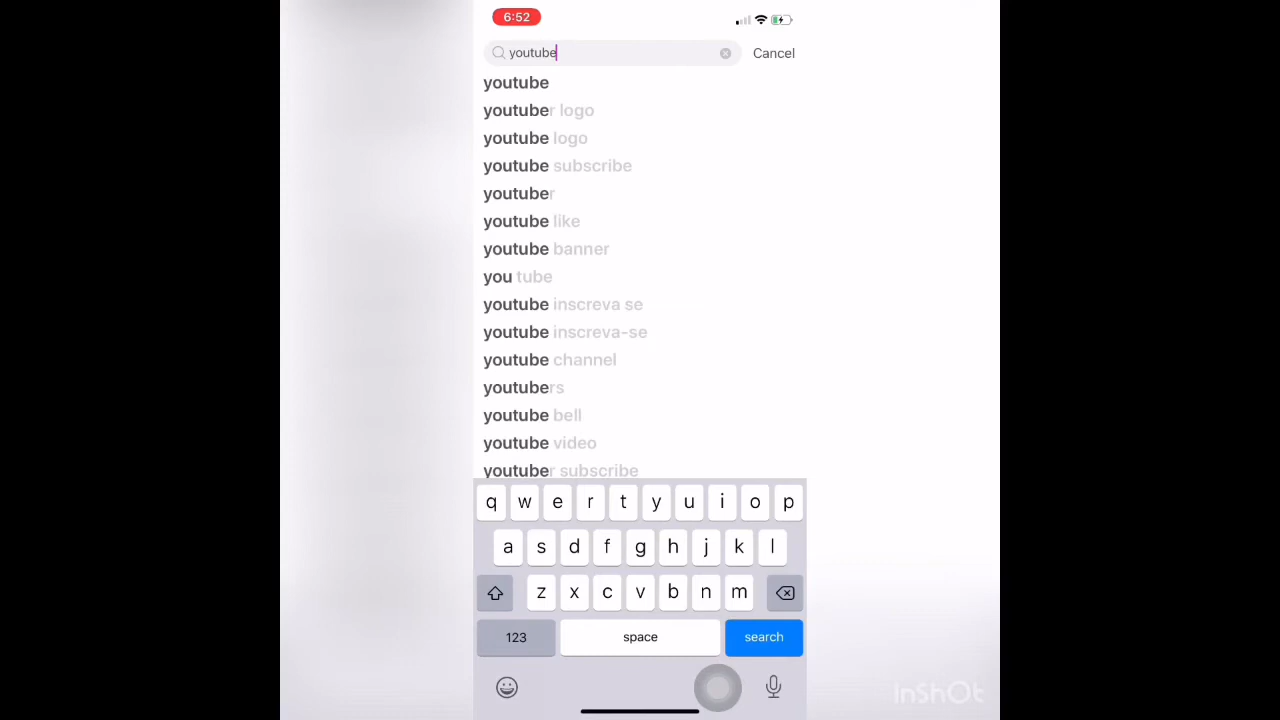 6:52
youtube Cancel
youtube
youtuber logo
youtube logo
youtube subscribe
youtuber
youtube like
youtube banner
you tube
youtube inscreva se
youtube inscreva-se
youtube channel
youtubers
youtube bell
youtube video
youtuber subscribe
q w e r t y u i o p
a s d f g h j k l
z x c v b n m
123 space search
InShOt